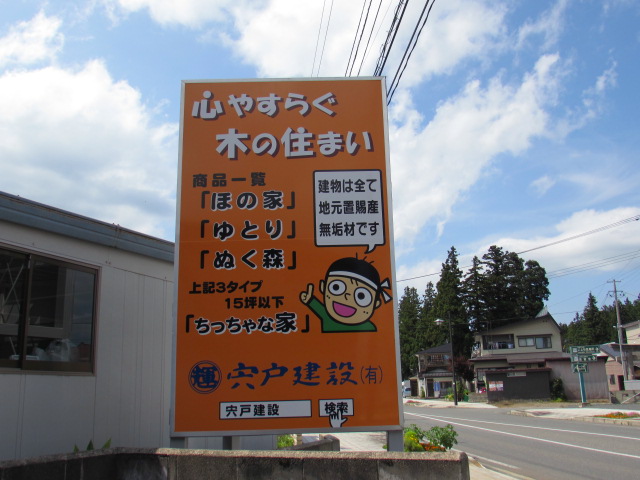 心やすらぐ
木の住まい
商品一覧
「ほの家」
「ゆとり」
「ぬく森」
上記3タイプ
15坪以下
「ちっちゃな家」
建物は全て
地元置賜産
無垢材です
輝 宍戸建設(有)
宍戸建設 検索